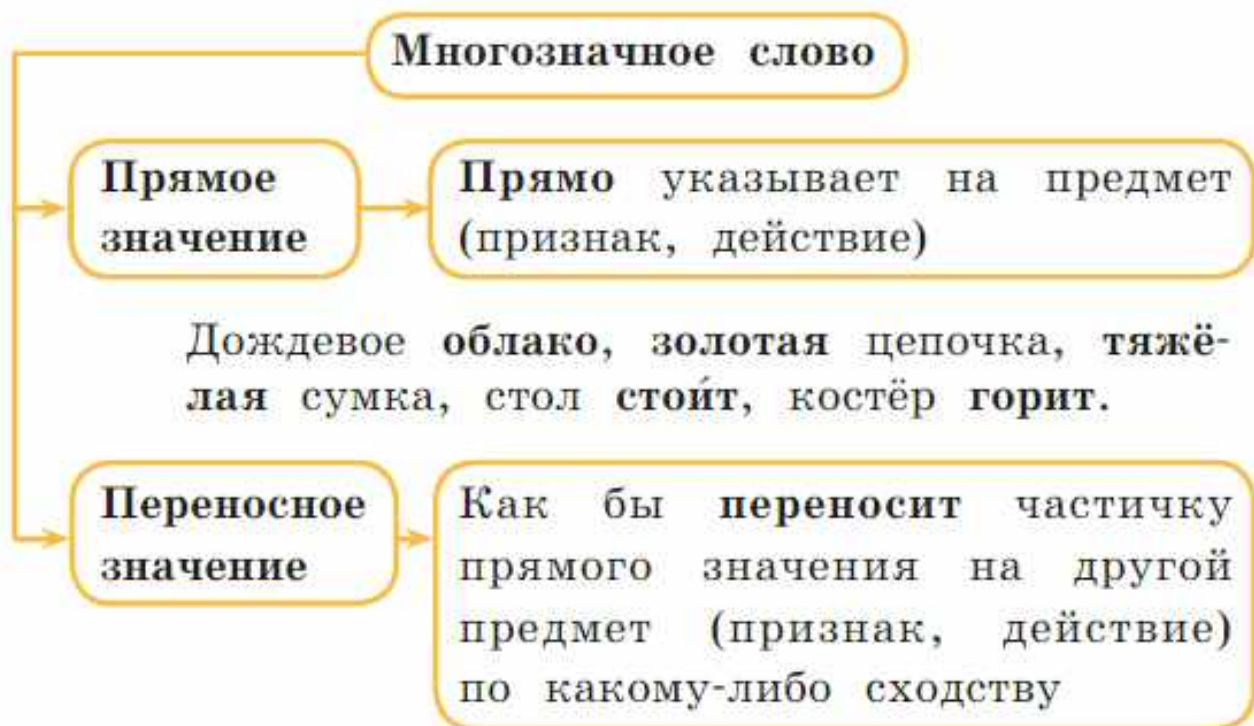 Многозначное слово
Прямое
значение
Прямо указывает на предмет
(признак, действие)
Дождевое облако, золотая цепочка, тяжё-
лая сумка, стол стои́т, костёр горит.
Переносное
значение
Как бы переносит частичку
прямого значения на другой
предмет (признак, действие)
по какому-либо сходству